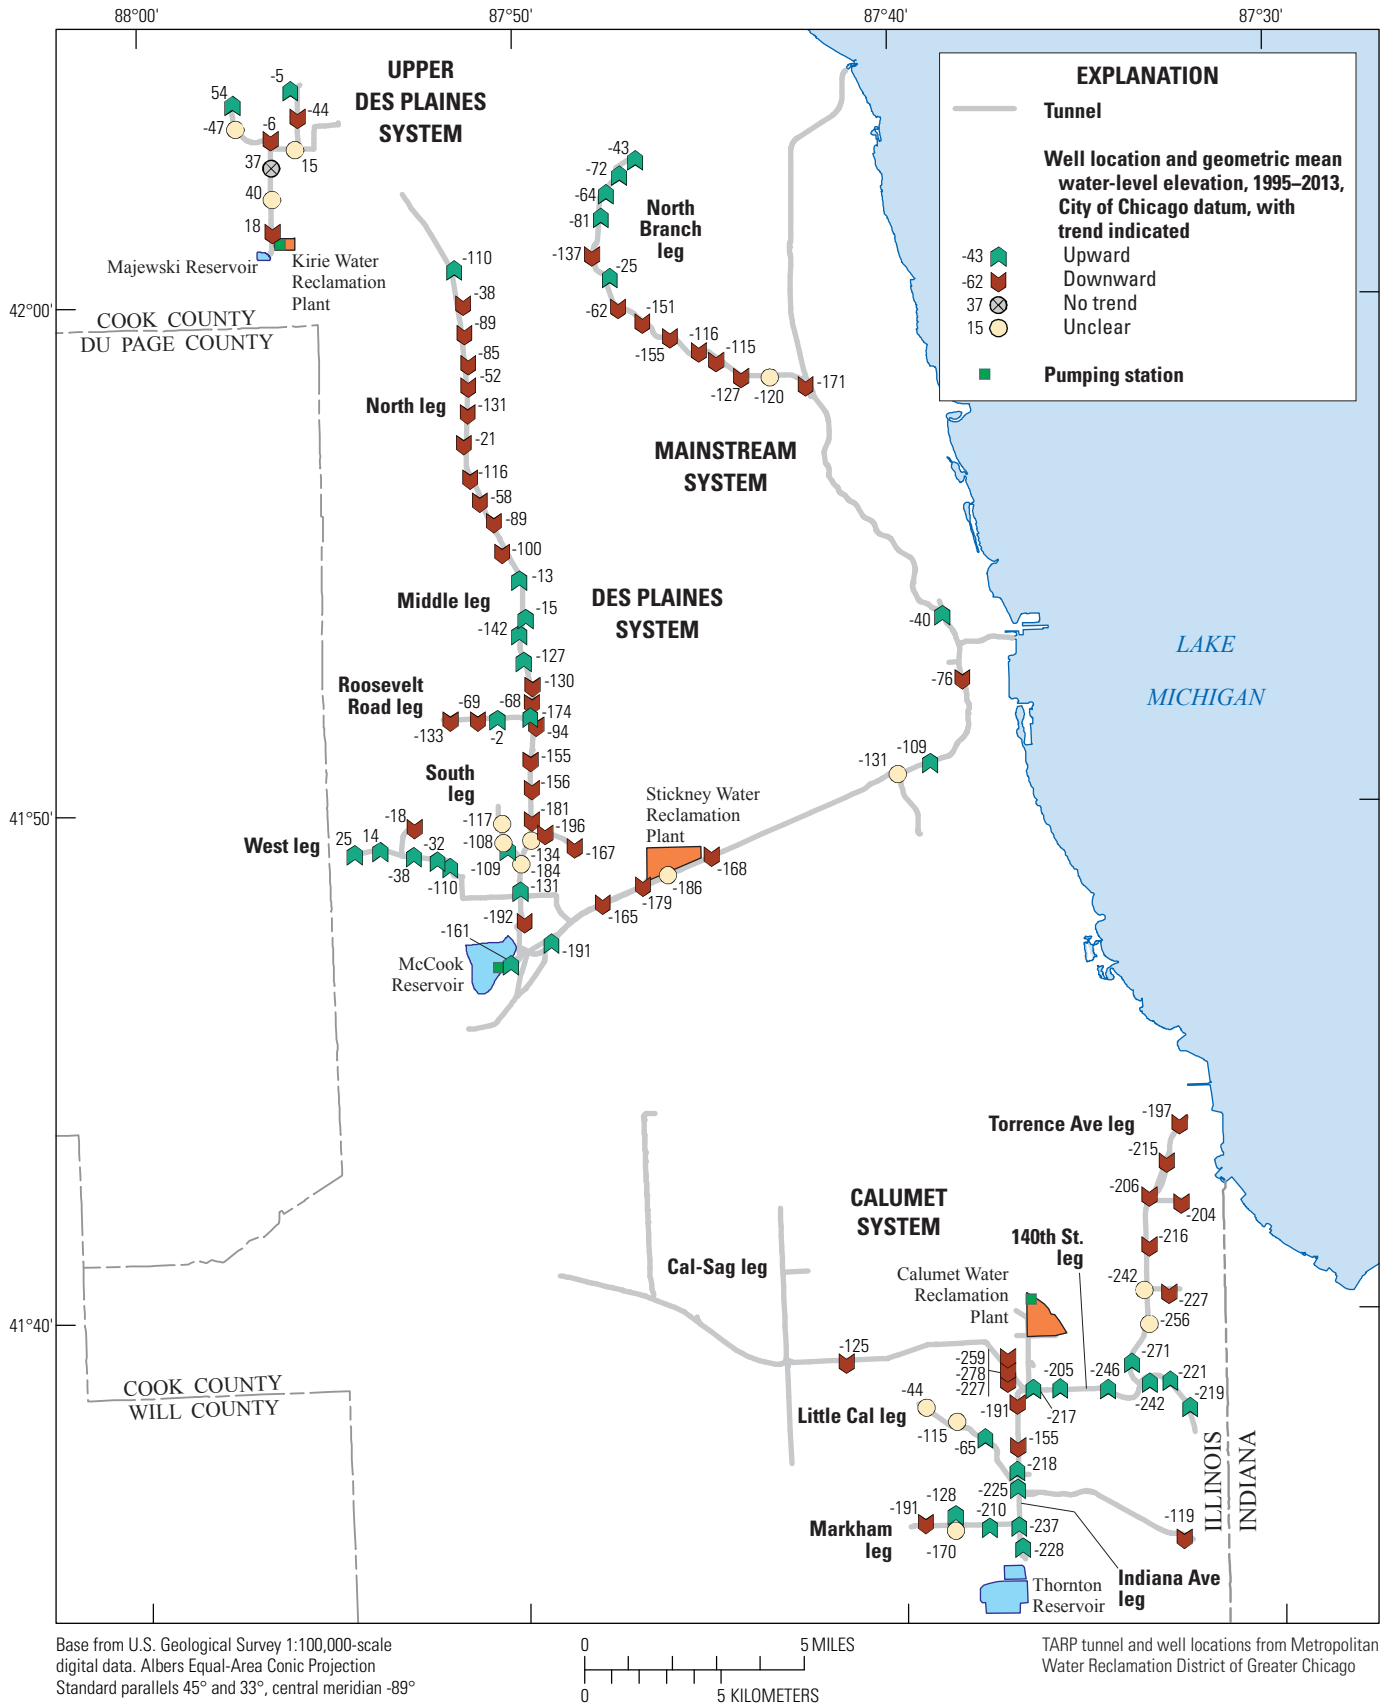 88°00'
87°50'
87°40'
87°30'
UPPER
DES PLAINES
SYSTEM
-5
54
-44
-47
-6
37
15
40
18
Majewski Reservoir
Kirie Water
Reclamation
Plant
42°00'
COOK COUNTY
DU PAGE COUNTY
EXPLANATION
Tunnel
Well location and geometric mean
water-level elevation, 1995–2013,
City of Chicago datum, with
trend indicated
-43 Upward
-62 Downward
37 No trend
15 Unclear
Pumping station
-43
-72
-64
-81
North
Branch
leg
-137
-25
-62
-151
-155
-116
-115
-127
-120
-171
MAINSTREAM
SYSTEM
-110
-38
-89
-85
-52
North leg
-131
-21
-116
-58
-89
-100
-13
Middle leg
-15
-142
-127
DES PLAINES
SYSTEM
-40
-76
LAKE
MICHIGAN
Roosevelt
Road leg
-130
-69
-68
-174
-133
-2
-94
-155
-156
South
leg
-131
-109
Stickney Water
Reclamation
Plant
41°50'
-181
-117
-196
-18
-108
-167
West leg
25
14
-32
-134
-168
-38
-109
-184
-110
-131
-186
-179
-192
-165
-161
-191
McCook
Reservoir
Torrence Ave leg
-197
-215
-206
-204
CALUMET
SYSTEM
140th St.
leg
-216
Cal-Sag leg
Calumet Water
Reclamation
Plant
-242
-227
-256
41°40'
-125
-259
-278
-227
-271
-205
-246
-221
-242
-219
-44
-191
-217
Little Cal leg
-115
-65
-155
-218
COOK COUNTY
WILL COUNTY
-225
-128
-191
-210
-119
Markham
leg
-170
-237
-228
ILLINOIS
INDIANA
Thornton
Reservoir
Indiana Ave
leg
Base from U.S. Geological Survey 1:100,000-scale
digital data. Albers Equal-Area Conic Projection
Standard parallels 45° and 33°, central meridian -89°
0 5 MILES
0 5 KILOMETERS
TARP tunnel and well locations from Metropolitan
Water Reclamation District of Greater Chicago